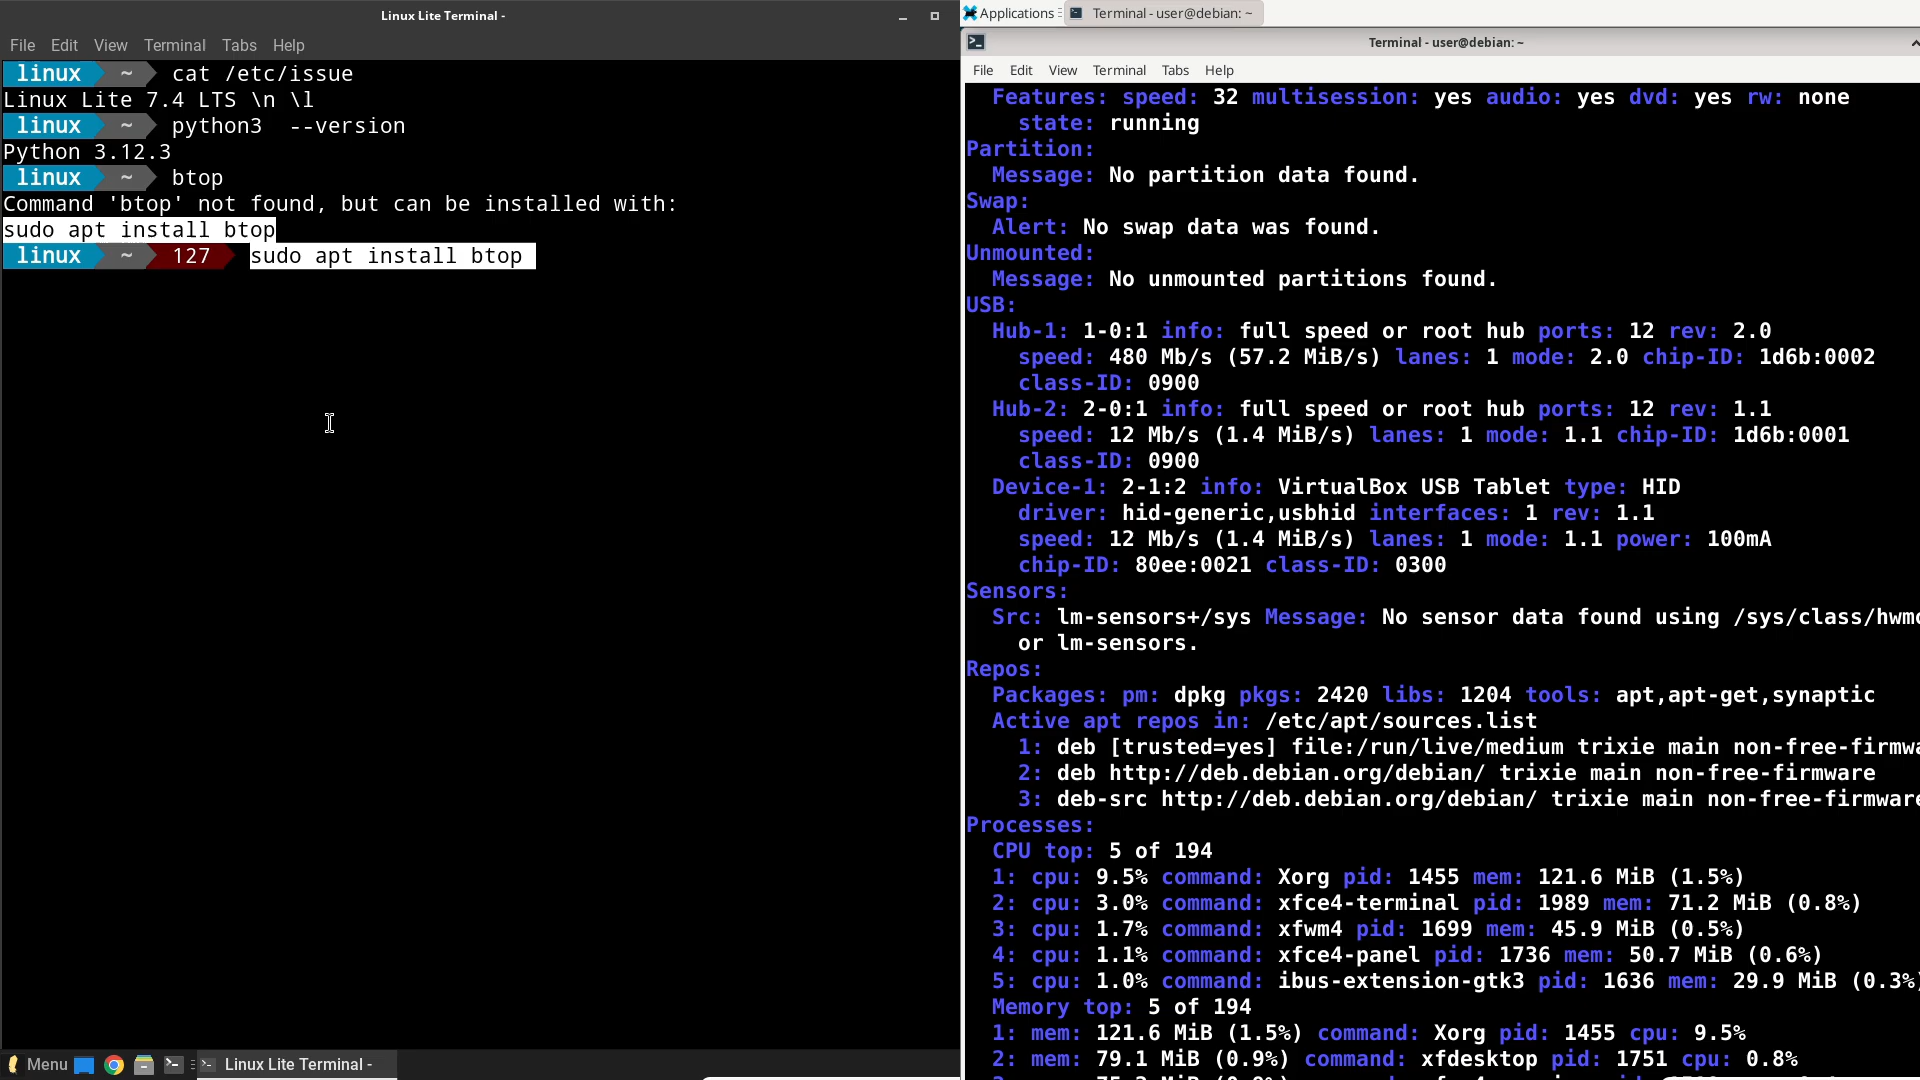 Linux Lite Terminal -
File Edit View Terminal Tabs Help
linux ~ cat /etc/issue
Linux Lite 7.4 LTS \n \l
linux ~ python3  --version
Python 3.12.3
linux ~ btop
Command 'btop' not found, but can be installed with:
sudo apt install btop
linux ~ 127 sudo apt install btop
Menu Linux Lite Terminal -
Applications Terminal - user@debian: ~
Terminal - user@debian: ~
File Edit View Terminal Tabs Help
Features: speed: 32 multisession: yes audio: yes dvd: yes rw: none
state: running
Partition:
Message: No partition data found.
Swap:
Alert: No swap data was found.
Unmounted:
Message: No unmounted partitions found.
USB:
Hub-1: 1-0:1 info: full speed or root hub ports: 12 rev: 2.0
speed: 480 Mb/s (57.2 MiB/s) lanes: 1 mode: 2.0 chip-ID: 1d6b:0002
class-ID: 0900
Hub-2: 2-0:1 info: full speed or root hub ports: 12 rev: 1.1
speed: 12 Mb/s (1.4 MiB/s) lanes: 1 mode: 1.1 chip-ID: 1d6b:0001
class-ID: 0900
Device-1: 2-1:2 info: VirtualBox USB Tablet type: HID
driver: hid-generic,usbhid interfaces: 1 rev: 1.1
speed: 12 Mb/s (1.4 MiB/s) lanes: 1 mode: 1.1 power: 100mA
chip-ID: 80ee:0021 class-ID: 0300
Sensors:
Src: lm-sensors+/sys Message: No sensor data found using /sys/class/hwmo
or lm-sensors.
Repos:
Packages: pm: dpkg pkgs: 2420 libs: 1204 tools: apt,apt-get,synaptic
Active apt repos in: /etc/apt/sources.list
1: deb [trusted=yes] file:/run/live/medium trixie main non-free-firmwa
2: deb http://deb.debian.org/debian/ trixie main non-free-firmware
3: deb-src http://deb.debian.org/debian/ trixie main non-free-firmware
Processes:
CPU top: 5 of 194
1: cpu: 9.5% command: Xorg pid: 1455 mem: 121.6 MiB (1.5%)
2: cpu: 3.0% command: xfce4-terminal pid: 1989 mem: 71.2 MiB (0.8%)
3: cpu: 1.7% command: xfwm4 pid: 1699 mem: 45.9 MiB (0.5%)
4: cpu: 1.1% command: xfce4-panel pid: 1736 mem: 50.7 MiB (0.6%)
5: cpu: 1.0% command: ibus-extension-gtk3 pid: 1636 mem: 29.9 MiB (0.3%)
Memory top: 5 of 194
1: mem: 121.6 MiB (1.5%) command: Xorg pid: 1455 cpu: 9.5%
2: mem: 79.1 MiB (0.9%) command: xfdesktop pid: 1751 cpu: 0.8%